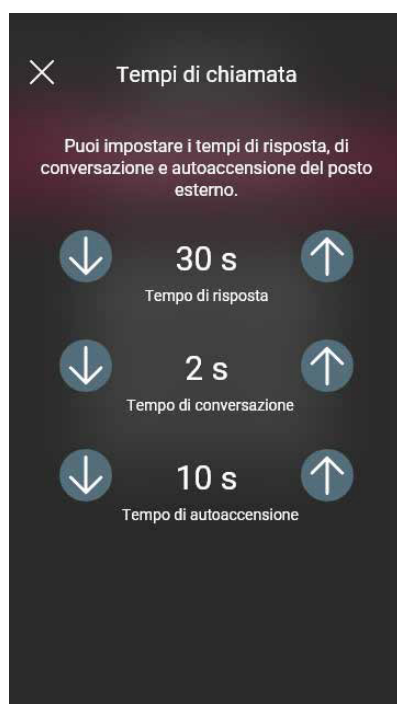 Tempi di chiamata
Puoi impostare i tempi di risposta, di
conversazione e autoaccensione del posto
esterno.
30 s
Tempo di risposta
2 s
Tempo di conversazione
10 s
Tempo di autoaccensione